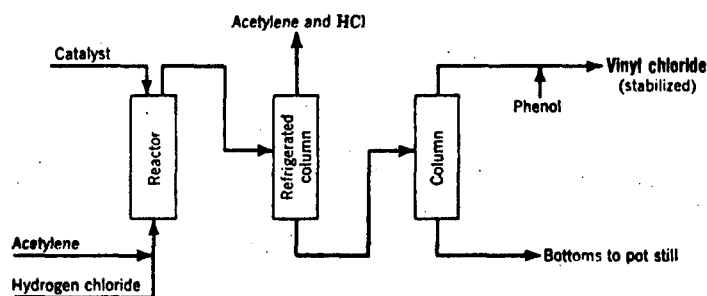 Acetylene and HCl
Catalyst
Vinyl chloride
(stabilized)
Phenol
Reactor
Refrigerated
column
Column
Acetylene
Hydrogen chloride
Bottoms to pot still